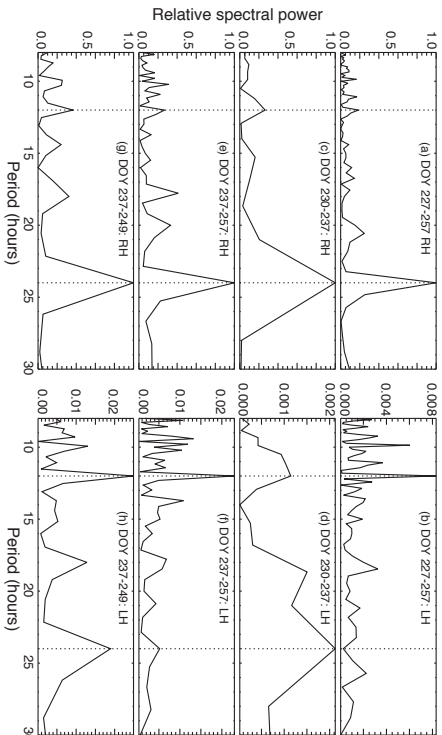 Relative spectral power
(a) DOY 227-257 RH
1.0
0.5
0.0
(b) DOY 227-257: LH
0.008
0.004
0.000
(c) DOY 230-237: RH
1.0
0.5
0.0
(d) DOY 230-237: LH
0.002
0.001
0.000
(e) DOY 237-257: RH
1.0
0.5
0.0
(f) DOY 237-257: LH
0.02
0.01
0.00
(g) DOY 237-249: RH
1.0
0.5
0.0
(h) DOY 237-249: LH
0.02
0.01
0.00
10 15 20 25 30
10 15 20 25 3
Period (hours)
Period (hours)